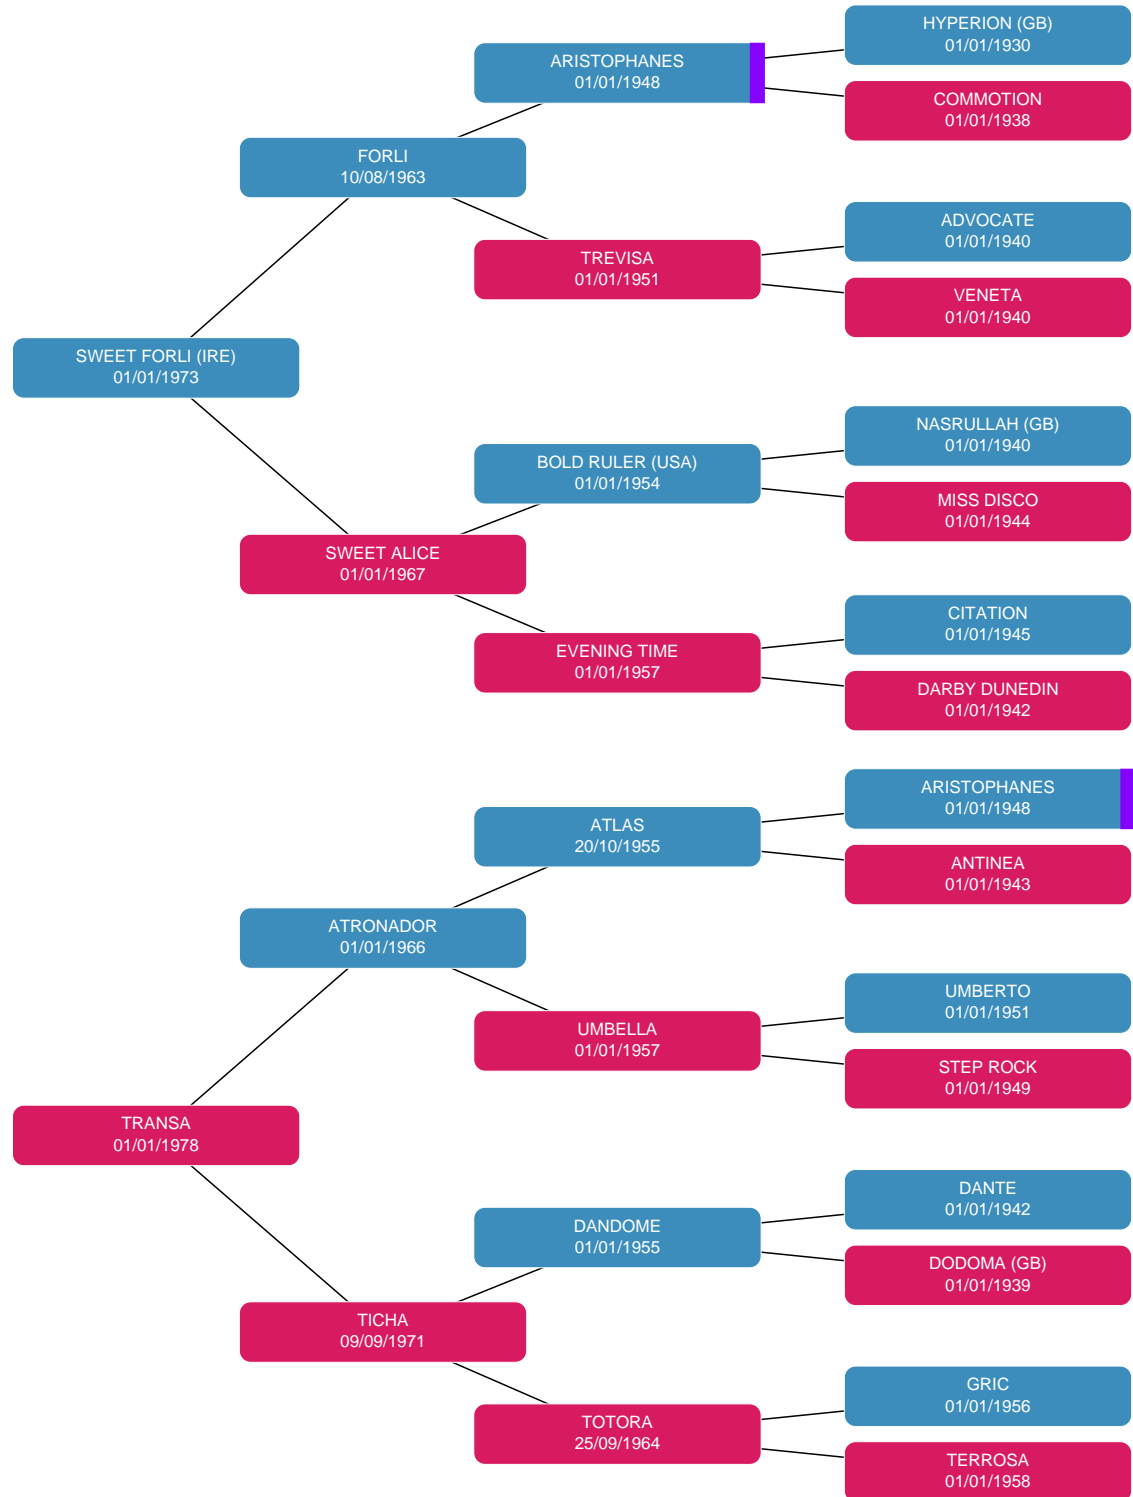 HYPERION (GB)
01/01/1930
ARISTOPHANES
01/01/1948
COMMOTION
01/01/1938
FORLI
10/08/1963
ADVOCATE
01/01/1940
TREVISA
01/01/1951
VENETA
01/01/1940
SWEET FORLI (IRE)
01/01/1973
NASRULLAH (GB)
01/01/1940
BOLD RULER (USA)
01/01/1954
MISS DISCO
01/01/1944
SWEET ALICE
01/01/1967
CITATION
01/01/1945
EVENING TIME
01/01/1957
DARBY DUNEDIN
01/01/1942
ARISTOPHANES
01/01/1948
ATLAS
20/10/1955
ANTINEA
01/01/1943
ATRONADOR
01/01/1966
UMBERTO
01/01/1951
UMBELLA
01/01/1957
STEP ROCK
01/01/1949
TRANSA
01/01/1978
DANTE
01/01/1942
DANDOME
01/01/1955
DODOMA (GB)
01/01/1939
TICHA
09/09/1971
GRIC
01/01/1956
TOTORA
25/09/1964
TERROSA
01/01/1958